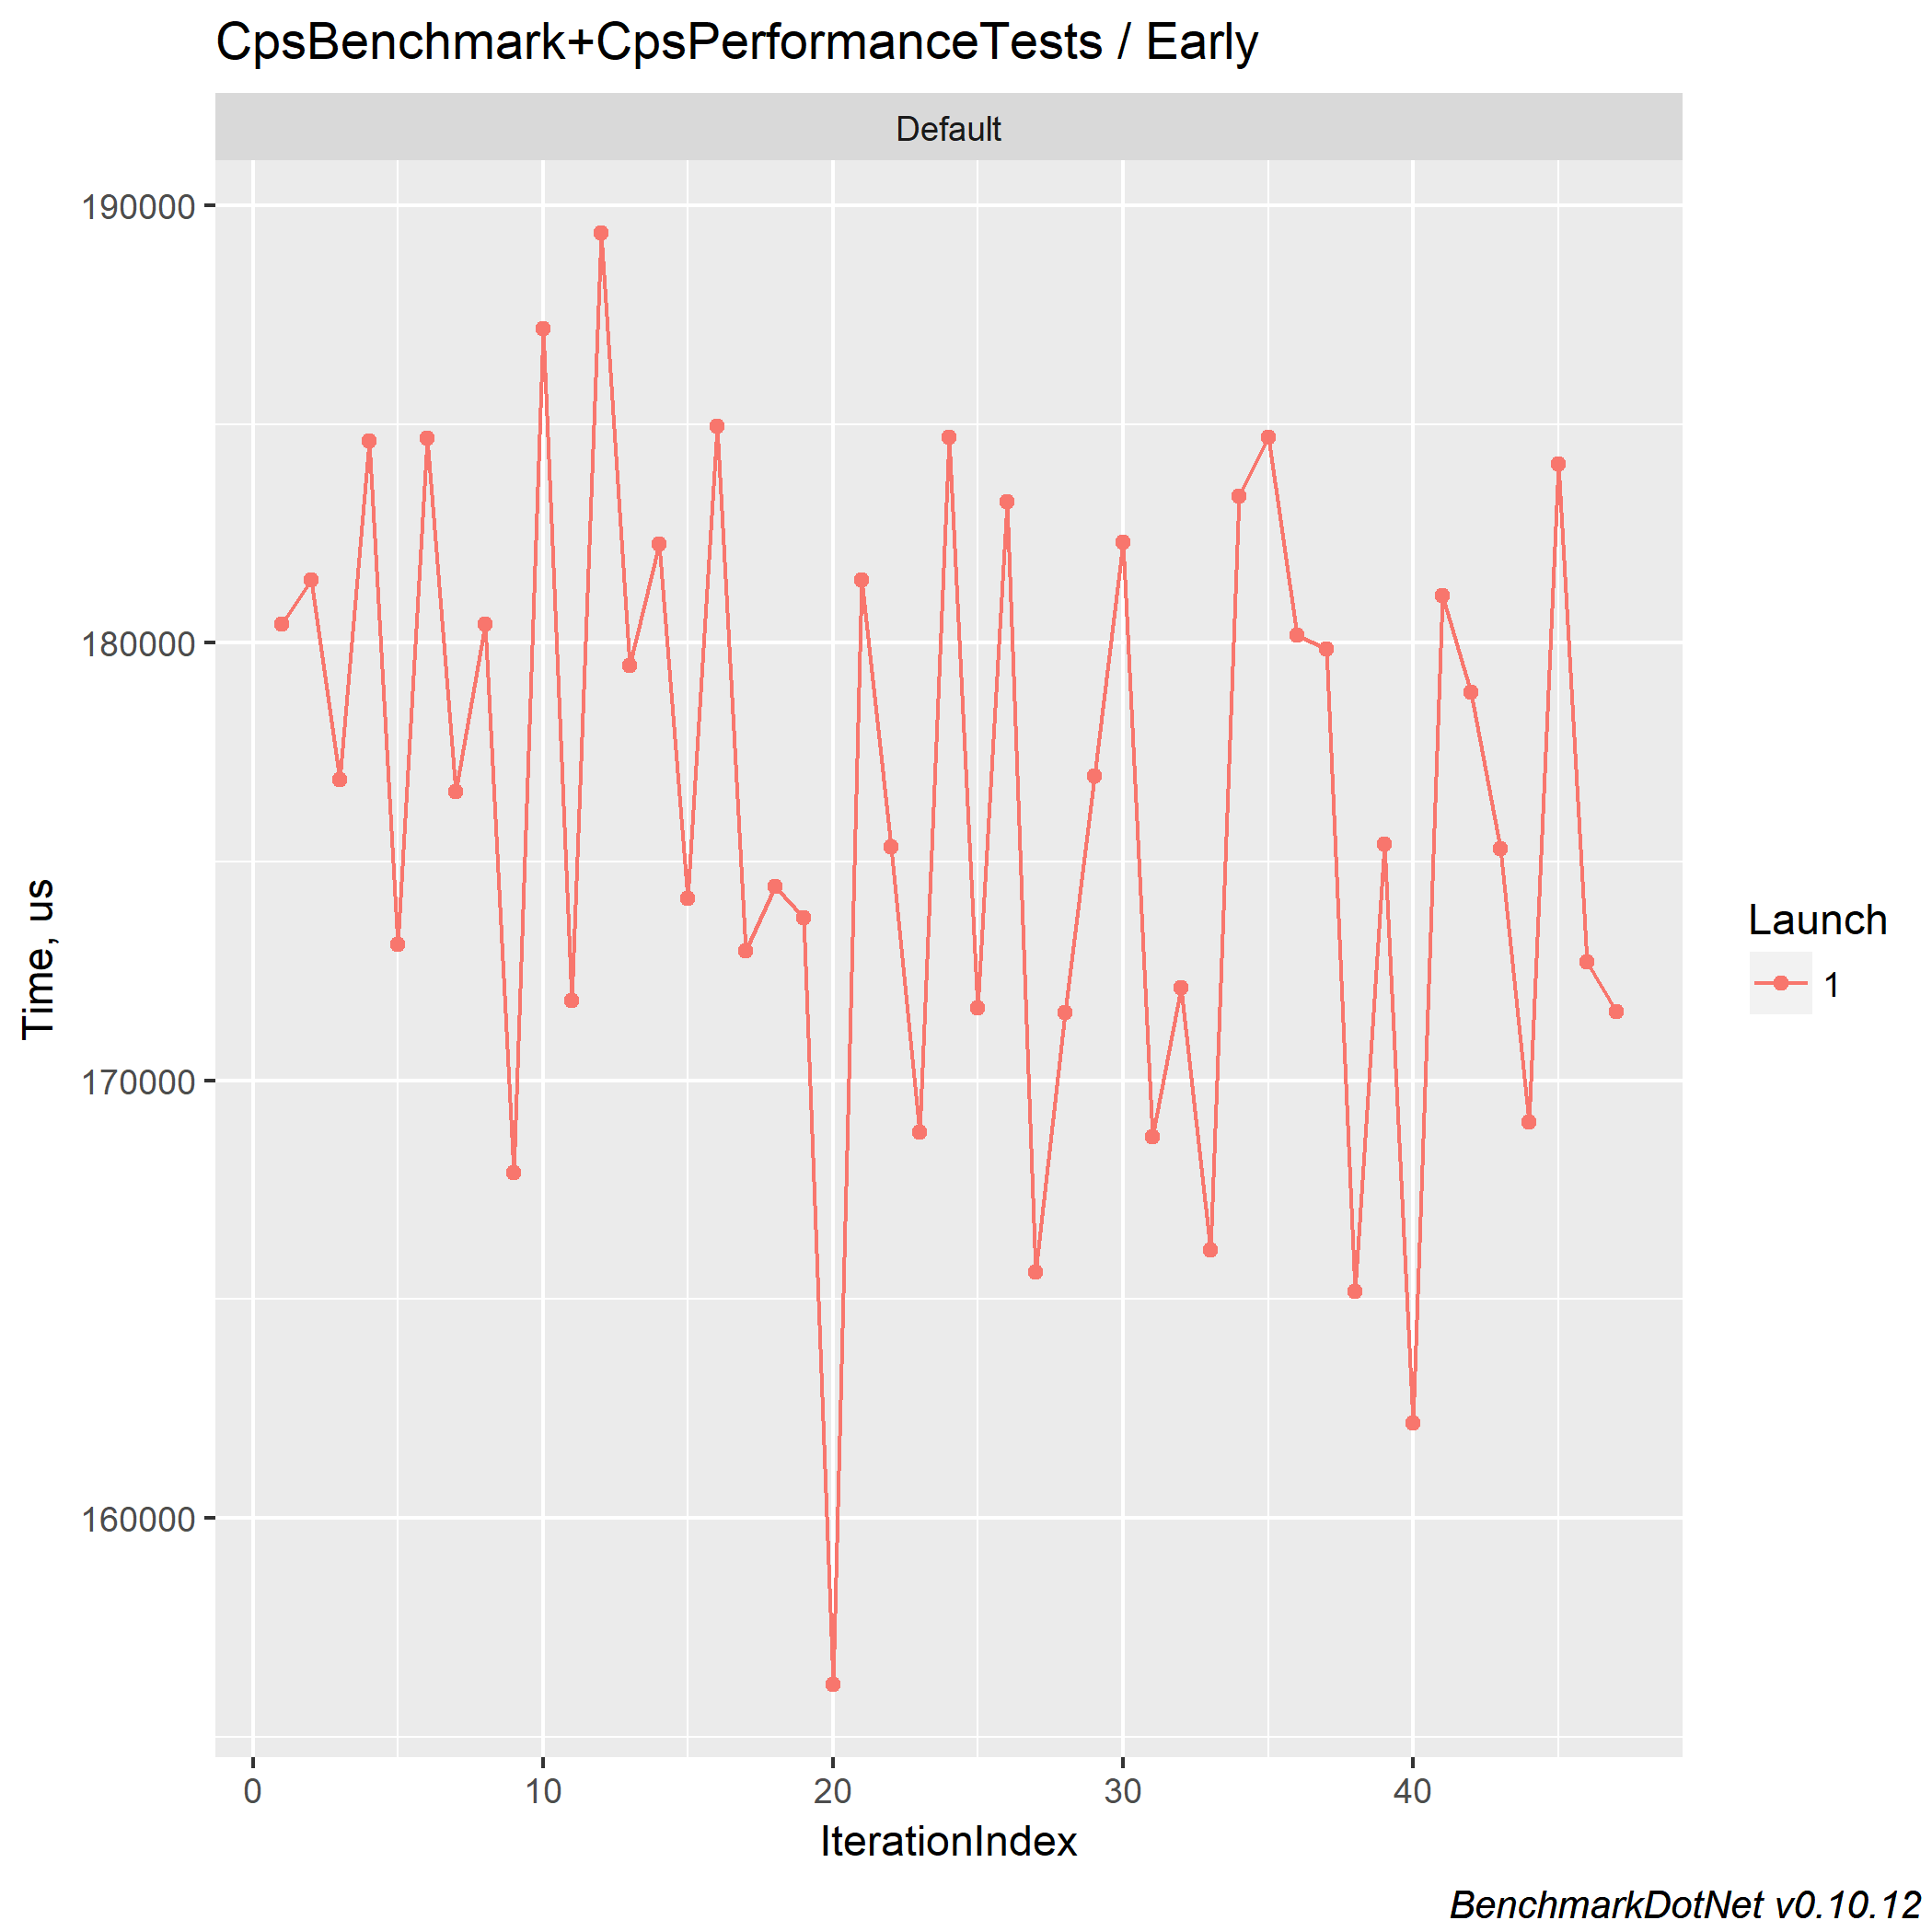 CpsBenchmark+CpsPerformanceTests / Early
Default
190000
180000
170000
160000
Time, us
0 10 20 30 40
IterationIndex
Launch
1
BenchmarkDotNet v0.10.12